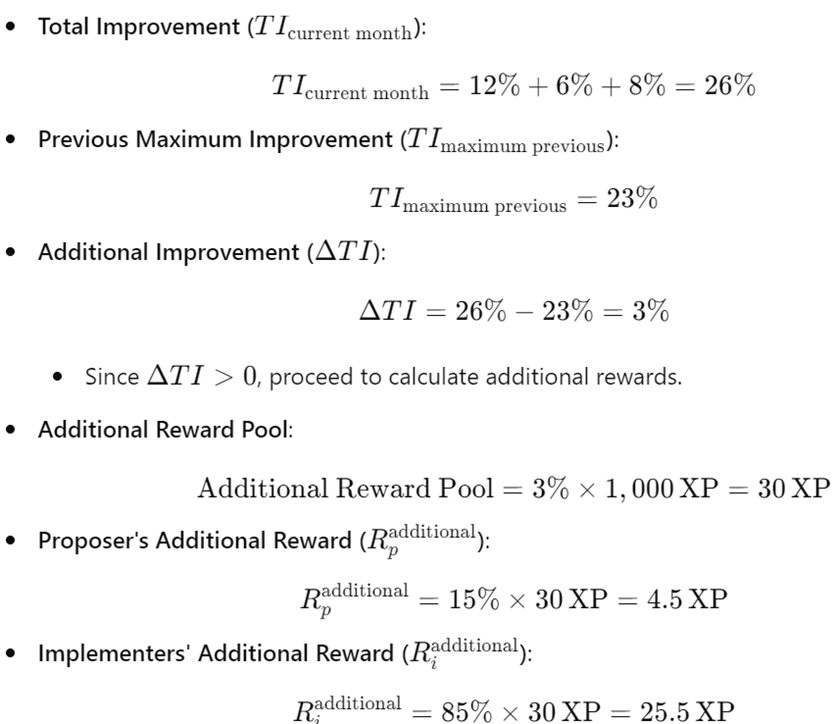 • Total Improvement (TI_current month):
TI_current month = 12% + 6% + 8% = 26%
• Previous Maximum Improvement (TI_maximum previous):
TI_maximum previous = 23%
• Additional Improvement (ΔTI):
ΔTI = 26% − 23% = 3%
• Since ΔTI > 0, proceed to calculate additional rewards.
• Additional Reward Pool:
Additional Reward Pool = 3% × 1,000 XP = 30 XP
• Proposer's Additional Reward (R_p^additional):
R_p^additional = 15% × 30 XP = 4.5 XP
• Implementers' Additional Reward (R_i^additional):
R_i^additional = 85% × 30 XP = 25.5 XP